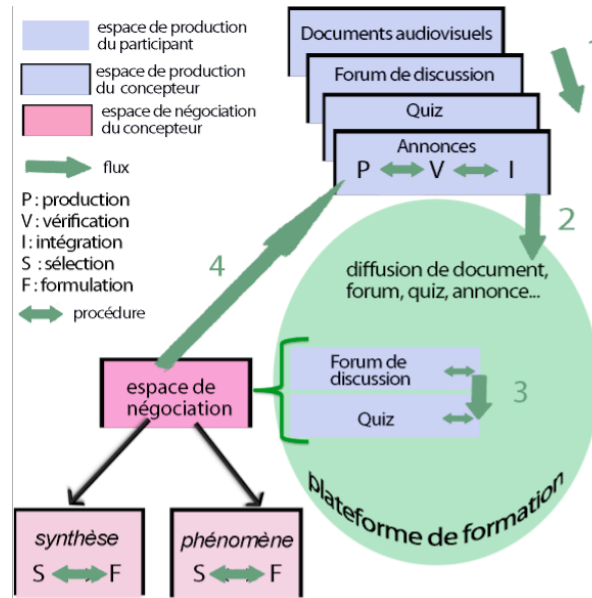 espace de production
du participant
espace de production
du concepteur
espace de négociation
du concepteur
flux
P : production
V : vérification
I : intégration
S : sélection
F : formulation
procédure
Documents audiovisuels
Forum de discussion
Quiz
Annonces
P V I
2
diffusion de document,
forum, quiz, annonce...
4
espace de
négociation
Forum de
discussion
Quiz
3
plateforme de formation
synthèse
S F
phénomène
S F